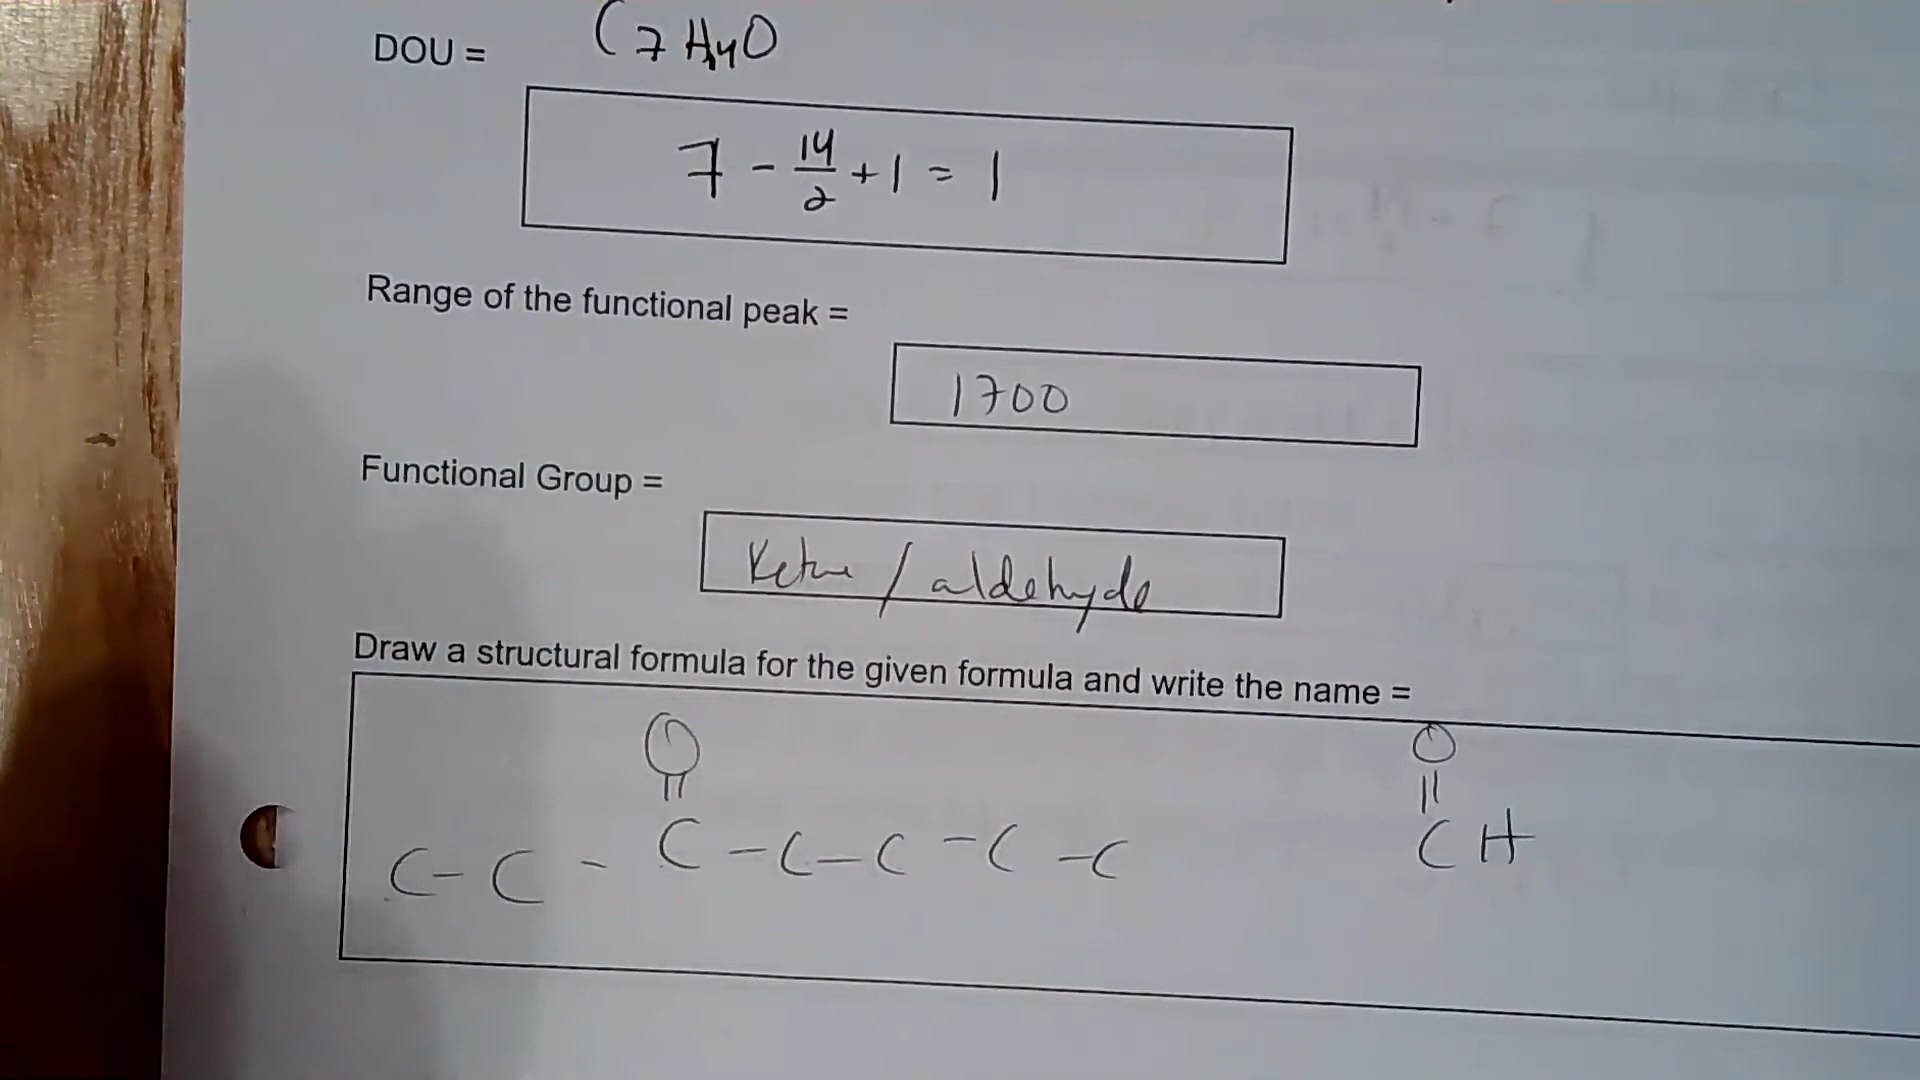 DOU = C7H14O
7 - 14/2 + 1 = 1
Range of the functional peak =
1700
Functional Group =
Ketone / aldehyde
Draw a structural formula for the given formula and write the name =
O O
|| ||
C - C - C - C - C - C - C CH